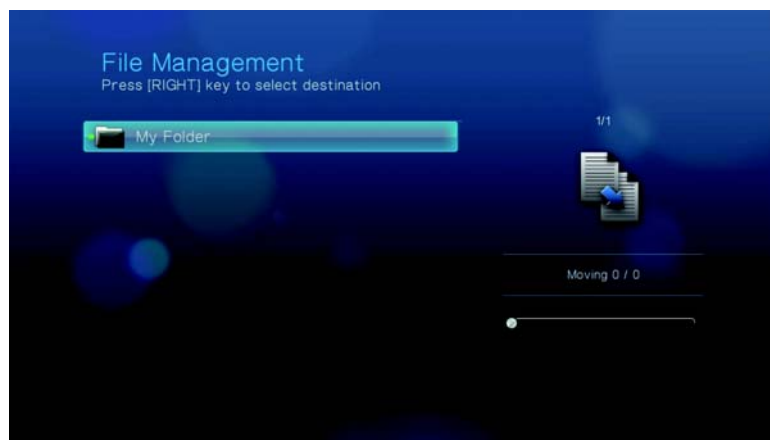 File Management
Press [RIGHT] key to select destination
My Folder
1/1
Moving 0 / 0